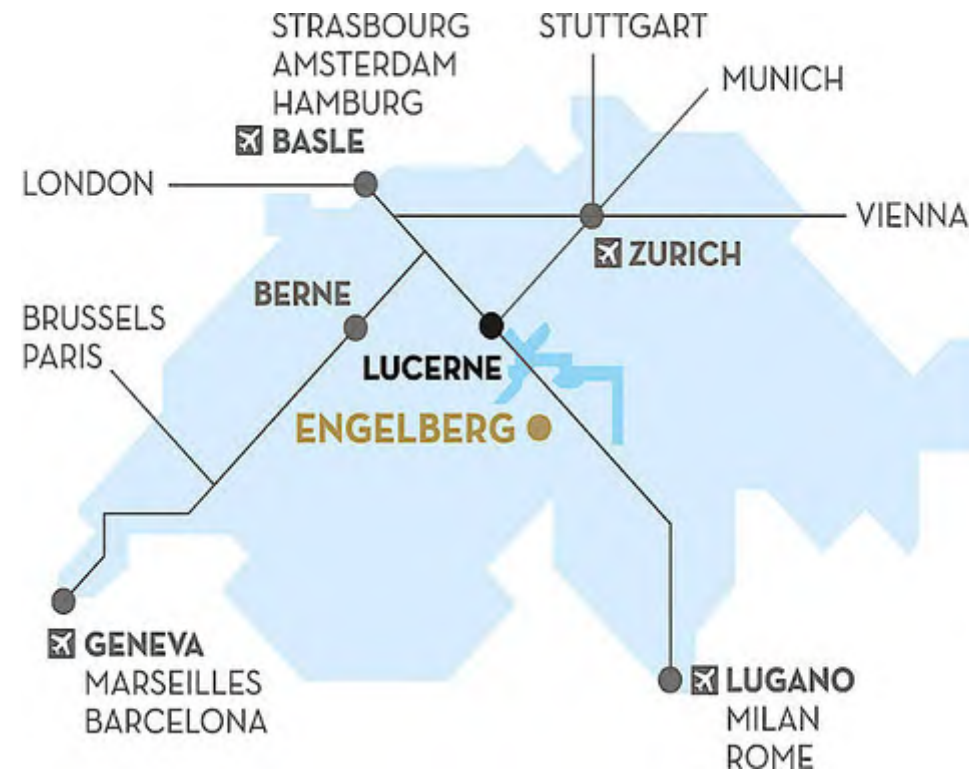 STRASBOURG
AMSTERDAM
HAMBURG
BASLE
STUTTGART
MUNICH
LONDON
VIENNA
ZURICH
BERNE
BRUSSELS
PARIS
LUCERNE
ENGELBERG
GENEVA
MARSEILLES
BARCELONA
LUGANO
MILAN
ROME